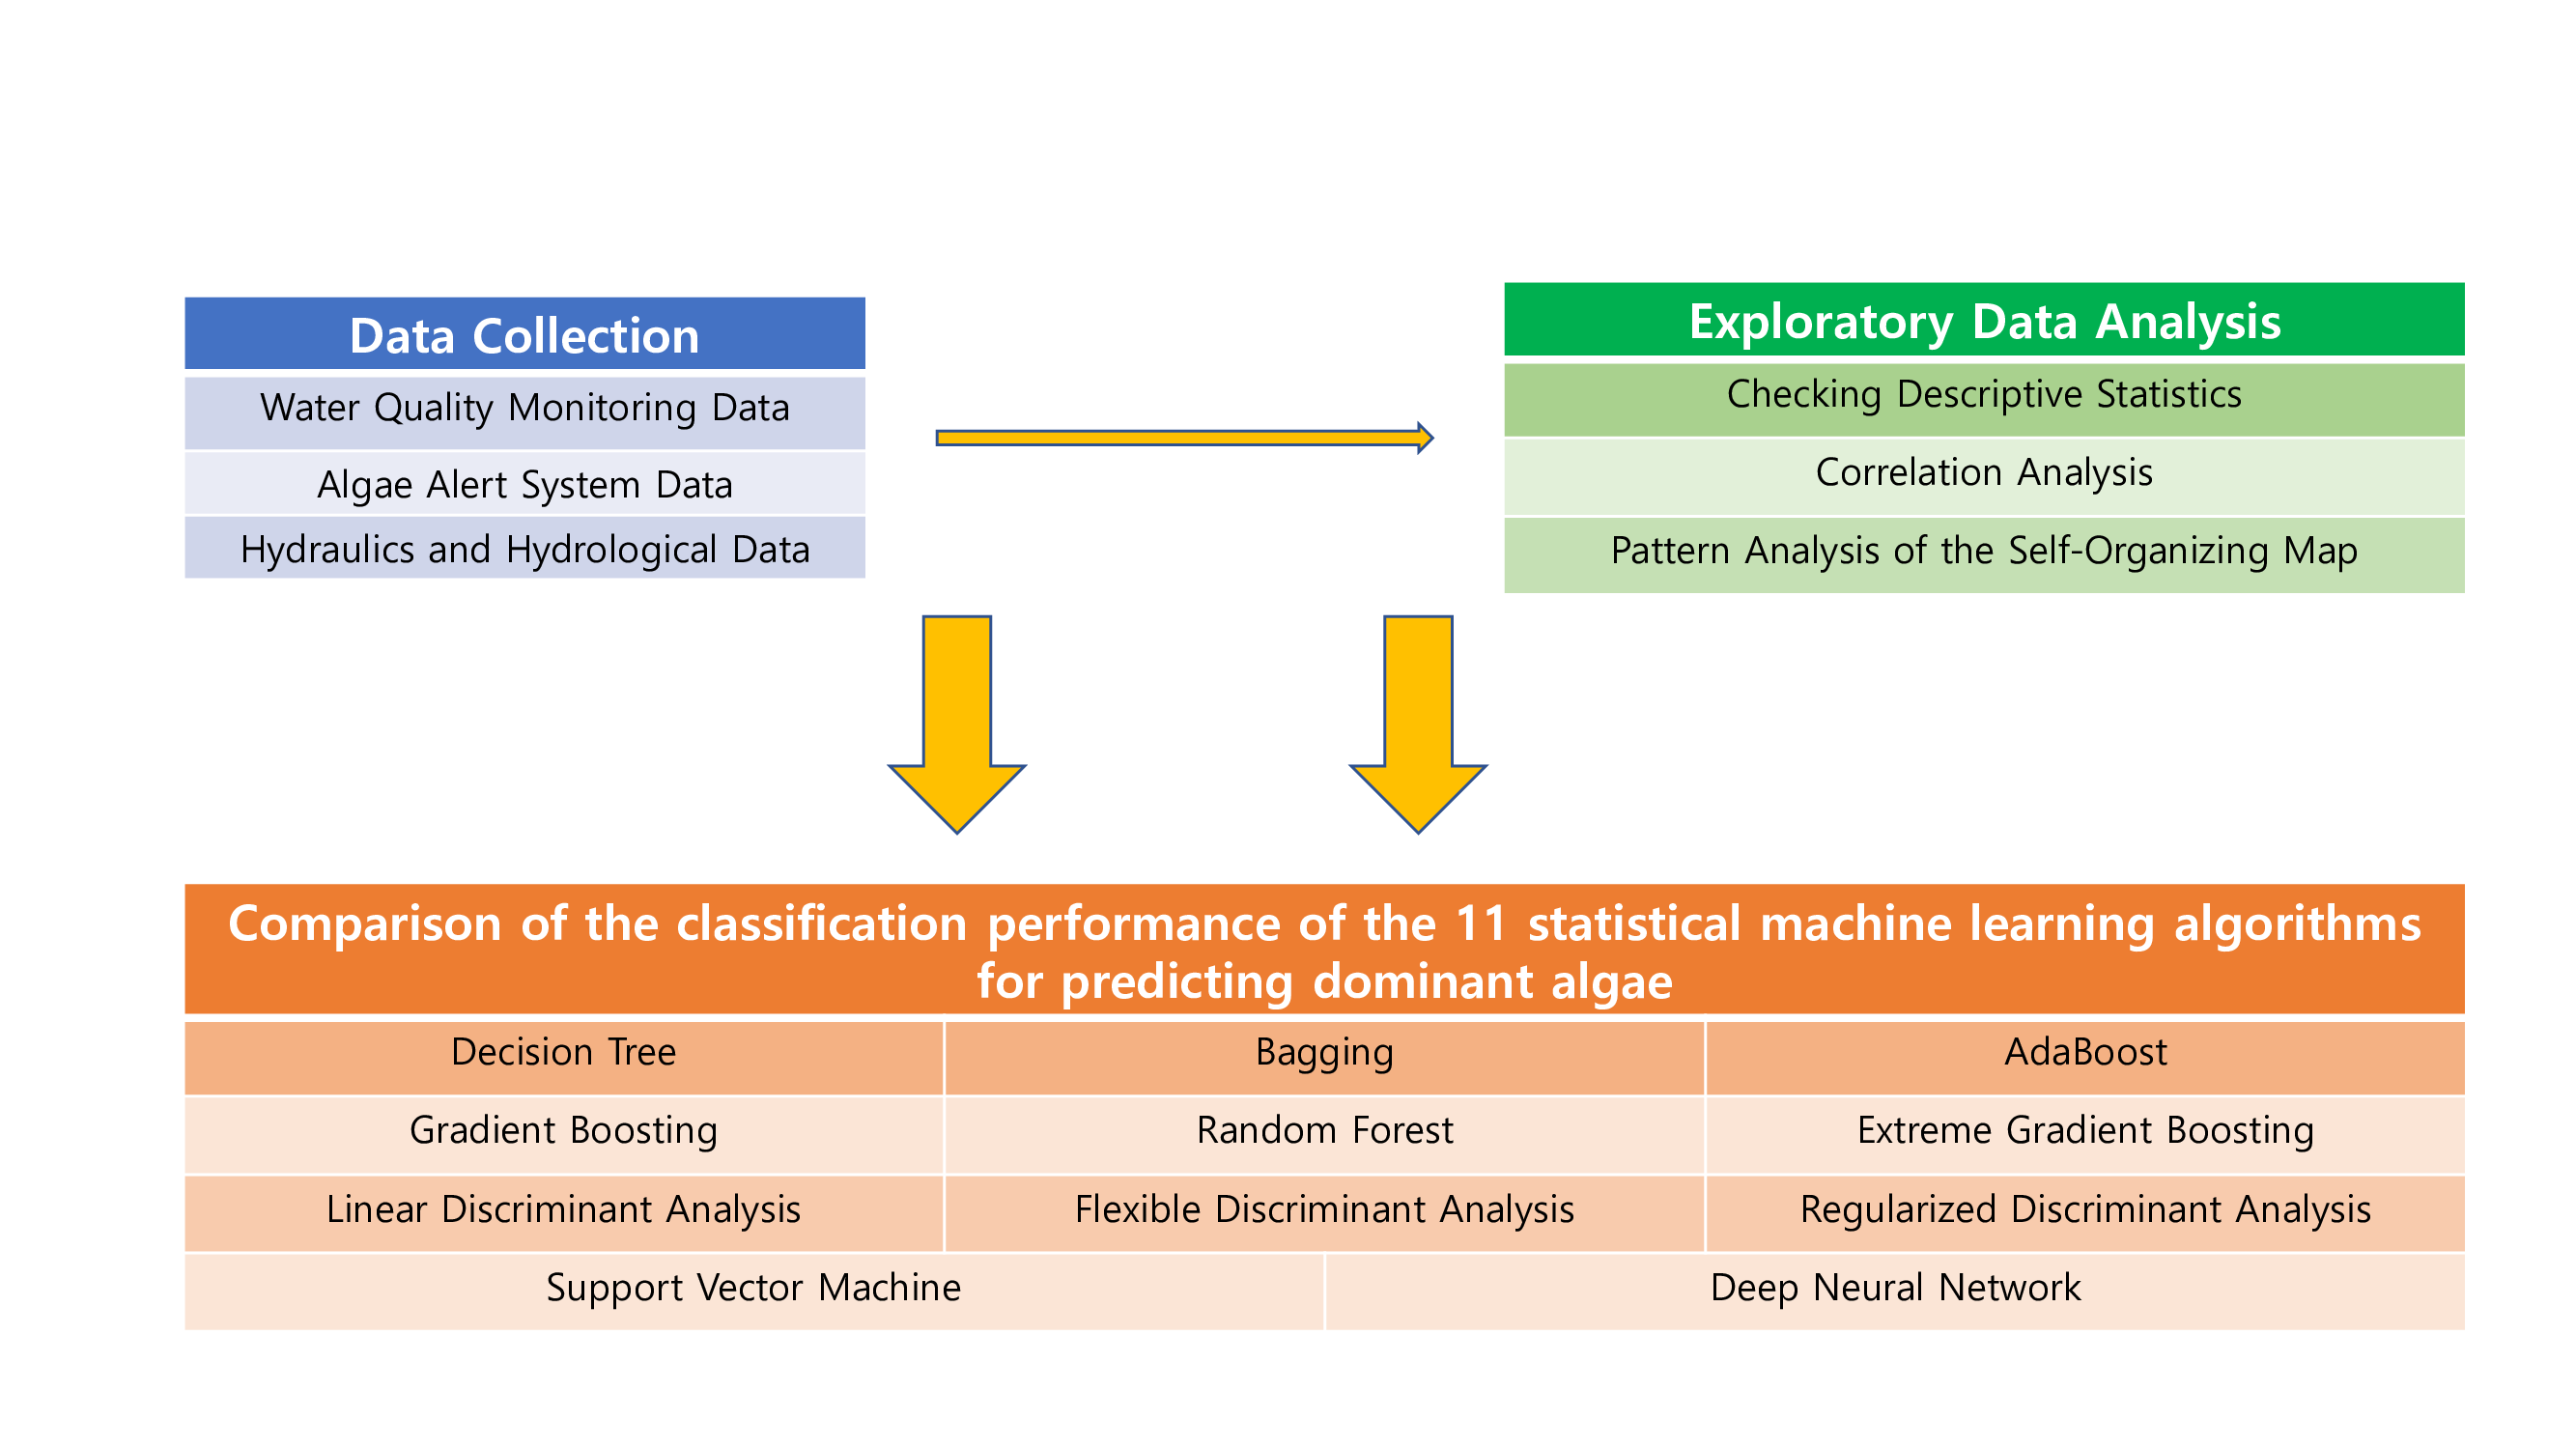 Data Collection
Water Quality Monitoring Data
Algae Alert System Data
Hydraulics and Hydrological Data
Exploratory Data Analysis
Checking Descriptive Statistics
Correlation Analysis
Pattern Analysis of the Self-Organizing Map
Comparison of the classification performance of the 11 statistical machine learning algorithms
for predicting dominant algae
Decision Tree
Bagging
AdaBoost
Gradient Boosting
Random Forest
Extreme Gradient Boosting
Linear Discriminant Analysis
Flexible Discriminant Analysis
Regularized Discriminant Analysis
Support Vector Machine
Deep Neural Network